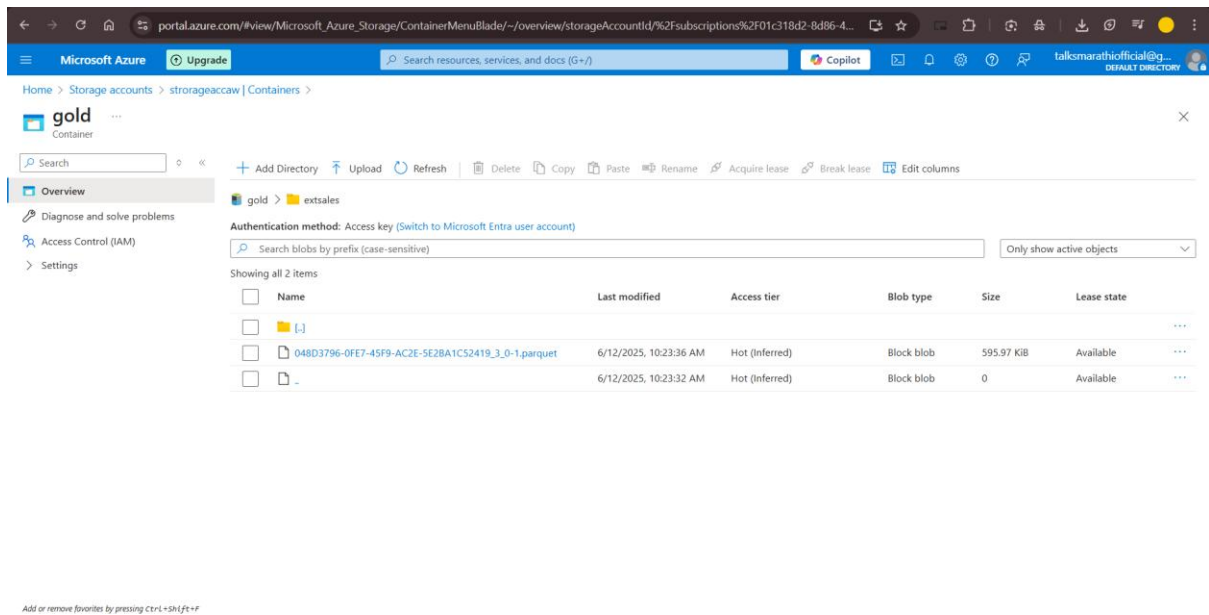 portal.azure.com/#view/Microsoft_Azure_Storage/ContainerMenuBlade/~/overview/storageAccountId/%2Fsubscriptions%2F01c318d2-8d86-4...
Microsoft Azure Upgrade Search resources, services, and docs (G+/) Copilot talksmarathiofficial@g...
DEFAULT DIRECTORY
Home > Storage accounts > strorageaccaw | Containers >
gold ...
Container
Search Add Directory Upload Refresh Delete Copy Paste Rename Acquire lease Break lease Edit columns
Overview
Diagnose and solve problems
Access Control (IAM)
> Settings
gold > extsales
Authentication method: Access key (Switch to Microsoft Entra user account)
Search blobs by prefix (case-sensitive) Only show active objects
Showing all 2 items
Name Last modified Access tier Blob type Size Lease state
[..] ...
048D3796-0FE7-45F9-AC2E-5E2BA1C52419_3_0-1.parquet 6/12/2025, 10:23:36 AM Hot (Inferred) Block blob 595.97 KiB Available ...
_ 6/12/2025, 10:23:32 AM Hot (Inferred) Block blob 0 Available ...
Add or remove favorites by pressing Ctrl+Shift+F